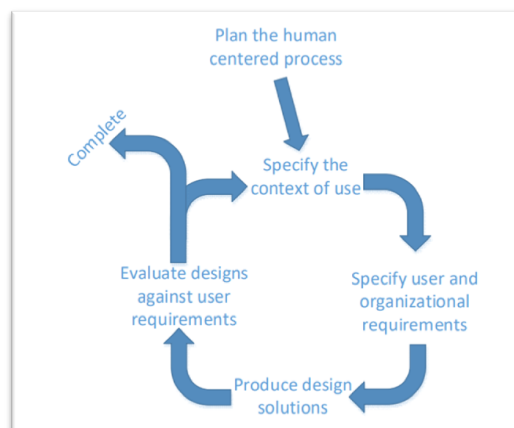 Plan the human
centered process
Complete
Specify the
context of use
Evaluate designs
against user
requirements
Specify user and
organizational
requirements
Produce design
solutions